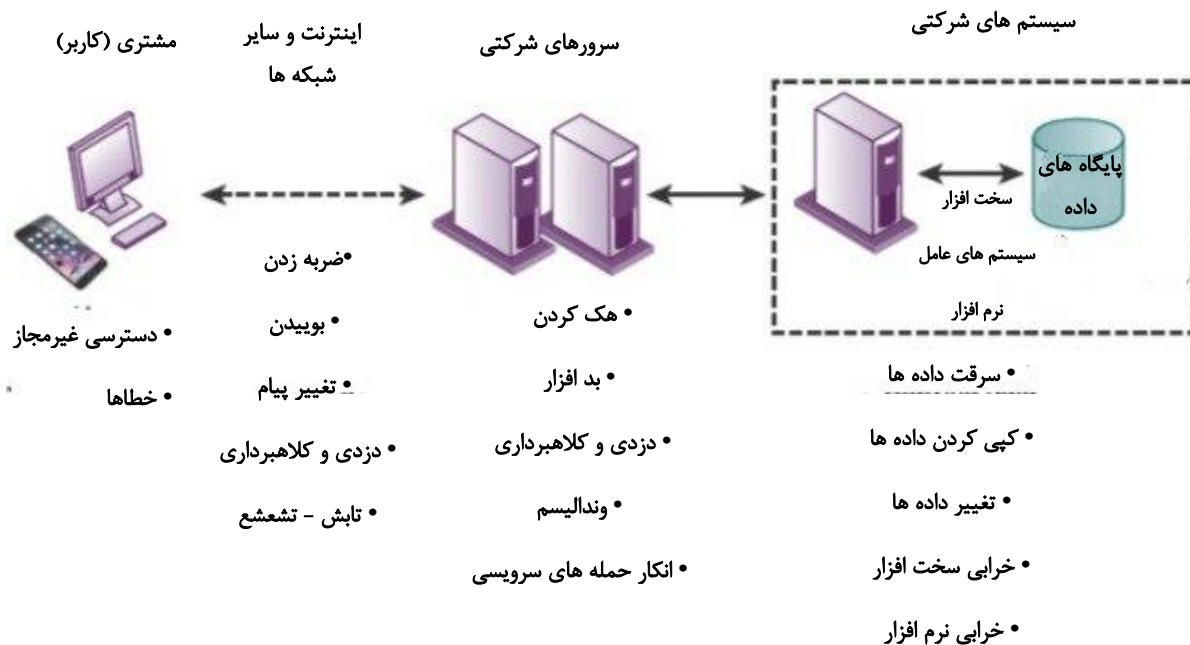 سیستم های شرکتی
سرورهای شرکتی
اینترنت و سایر
شبکه ها
مشتری (کاربر)
پایگاه های
داده
سخت افزار
سیستم های عامل
نرم افزار
• دسترسی غیرمجاز
• خطاها
•ضربه زدن
• بوییدن
• تغییر پیام
• دزدی و کلاهبرداری
• تابش - تشعشع
• هک کردن
• بد افزار
• دزدی و کلاهبرداری
• وندالیسم
• انکار حمله های سرویسی
• سرقت داده ها
• کپی کردن داده ها
• تغییر داده ها
• خرابی سخت افزار
• خرابی نرم افزار